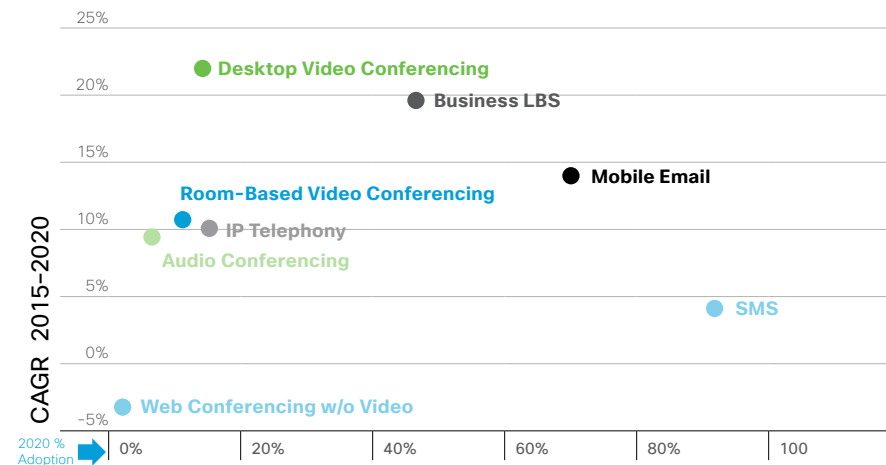 25%
Desktop Video Conferencing
20%
Business LBS
15%
Mobile Email
Room-Based Video Conferencing
10%
IP Telephony
Audio Conferencing
5%
SMS
0%
Web Conferencing w/o Video
-5%
CAGR 2015-2020
2020 %
Adoption
0%
20%
40%
60%
80%
100